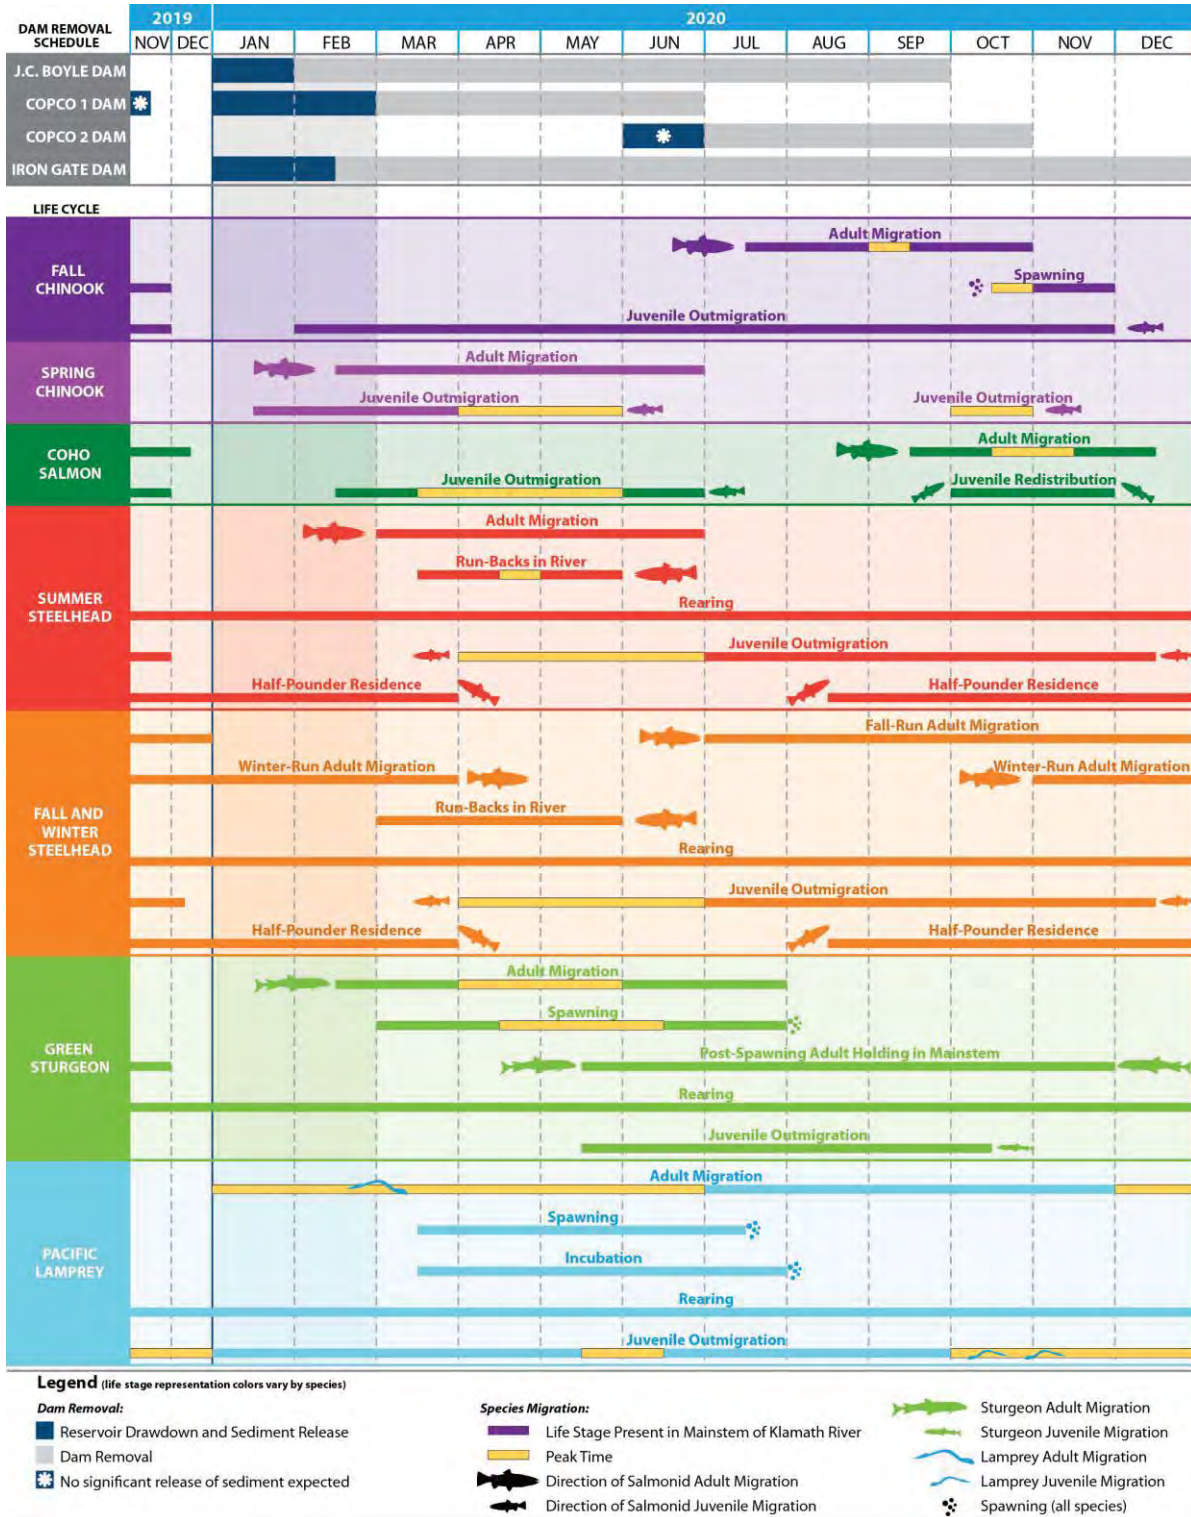 DAM REMOVAL
SCHEDULE
2019
2020
NOV DEC JAN FEB MAR APR MAY JUN JUL AUG SEP OCT NOV DEC
J.C. BOYLE DAM
COPCO 1 DAM
COPCO 2 DAM
IRON GATE DAM
LIFE CYCLE
FALL
CHINOOK
Adult Migration
Spawning
Juvenile Outmigration
SPRING
CHINOOK
Adult Migration
Juvenile Outmigration
Juvenile Outmigration
COHO
SALMON
Adult Migration
Juvenile Outmigration
Juvenile Redistribution
SUMMER
STEELHEAD
Adult Migration
Run-Backs in River
Rearing
Juvenile Outmigration
Half-Pounder Residence
Half-Pounder Residence
FALL AND
WINTER
STEELHEAD
Fall-Run Adult Migration
Winter-Run Adult Migration
Winter-Run Adult Migration
Run-Backs in River
Rearing
Juvenile Outmigration
Half-Pounder Residence
Half-Pounder Residence
GREEN
STURGEON
Adult Migration
Spawning
Post-Spawning Adult Holding in Mainstem
Rearing
Juvenile Outmigration
PACIFIC
LAMPREY
Adult Migration
Spawning
Incubation
Rearing
Juvenile Outmigration
Legend (life stage representation colors vary by species)
Dam Removal:
Reservoir Drawdown and Sediment Release
Dam Removal
No significant release of sediment expected
Species Migration:
Life Stage Present in Mainstem of Klamath River
Peak Time
Direction of Salmonid Adult Migration
Direction of Salmonid Juvenile Migration
Sturgeon Adult Migration
Sturgeon Juvenile Migration
Lamprey Adult Migration
Lamprey Juvenile Migration
Spawning (all species)